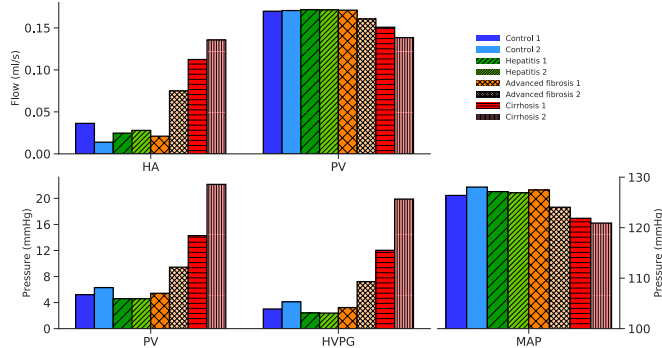 0.15
0.10
0.05
0.00
Flow (ml/s)
HA
PV
Control 1
Control 2
Hepatitis 1
Hepatitis 2
Advanced fibrosis 1
Advanced fibrosis 2
Cirrhosis 1
Cirrhosis 2
20
16
12
8
4
0
Pressure (mmHg)
PV
HVPG
MAP
130
120
110
100
Pressure (mmHg)